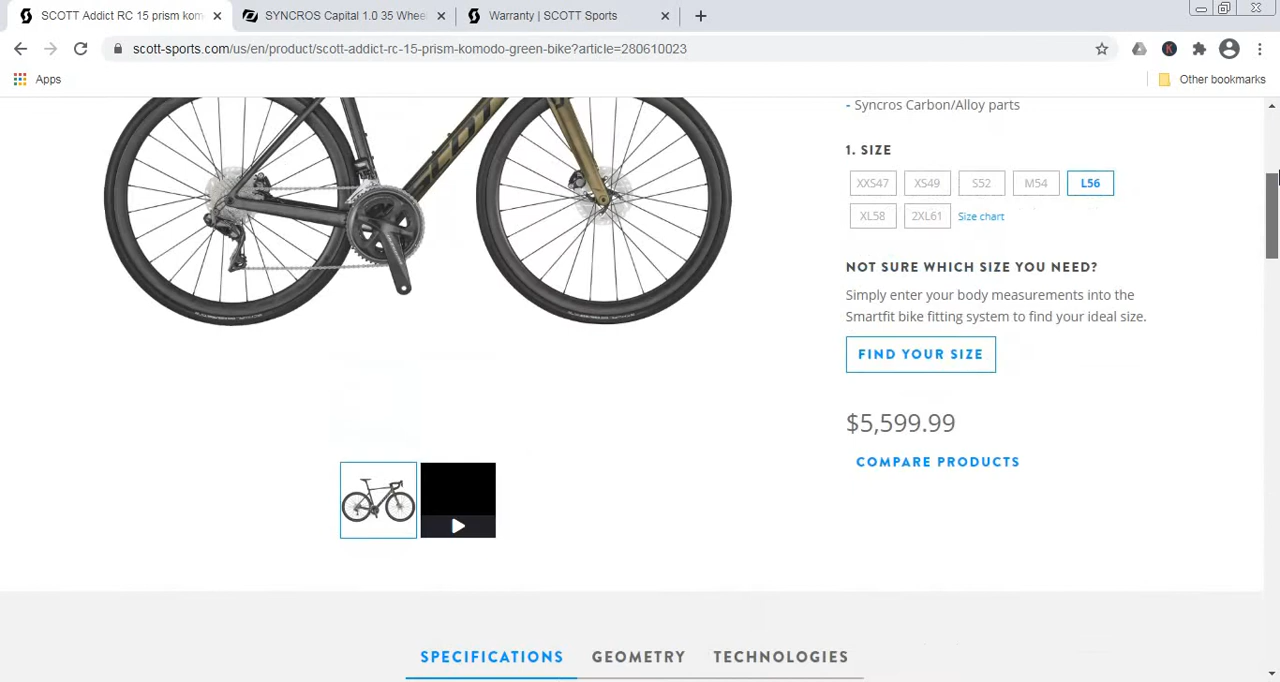 SCOTT Addict RC 15 prism kom
SYNCROS Capital 1.0 35 Whee
Warranty | SCOTT Sports
scott-sports.com/us/en/product/scott-addict-rc-15-prism-komodo-green-bike?article=280610023
K
Apps
Other bookmarks
- Syncros Carbon/Alloy parts
1. SIZE
XXS47 XS49 S52 M54 L56
XL58 2XL61 Size chart
NOT SURE WHICH SIZE YOU NEED?
Simply enter your body measurements into the
Smartfit bike fitting system to find your ideal size.
FIND YOUR SIZE
$5,599.99
COMPARE PRODUCTS
SCOTT
SPECIFICATIONS GEOMETRY TECHNOLOGIES